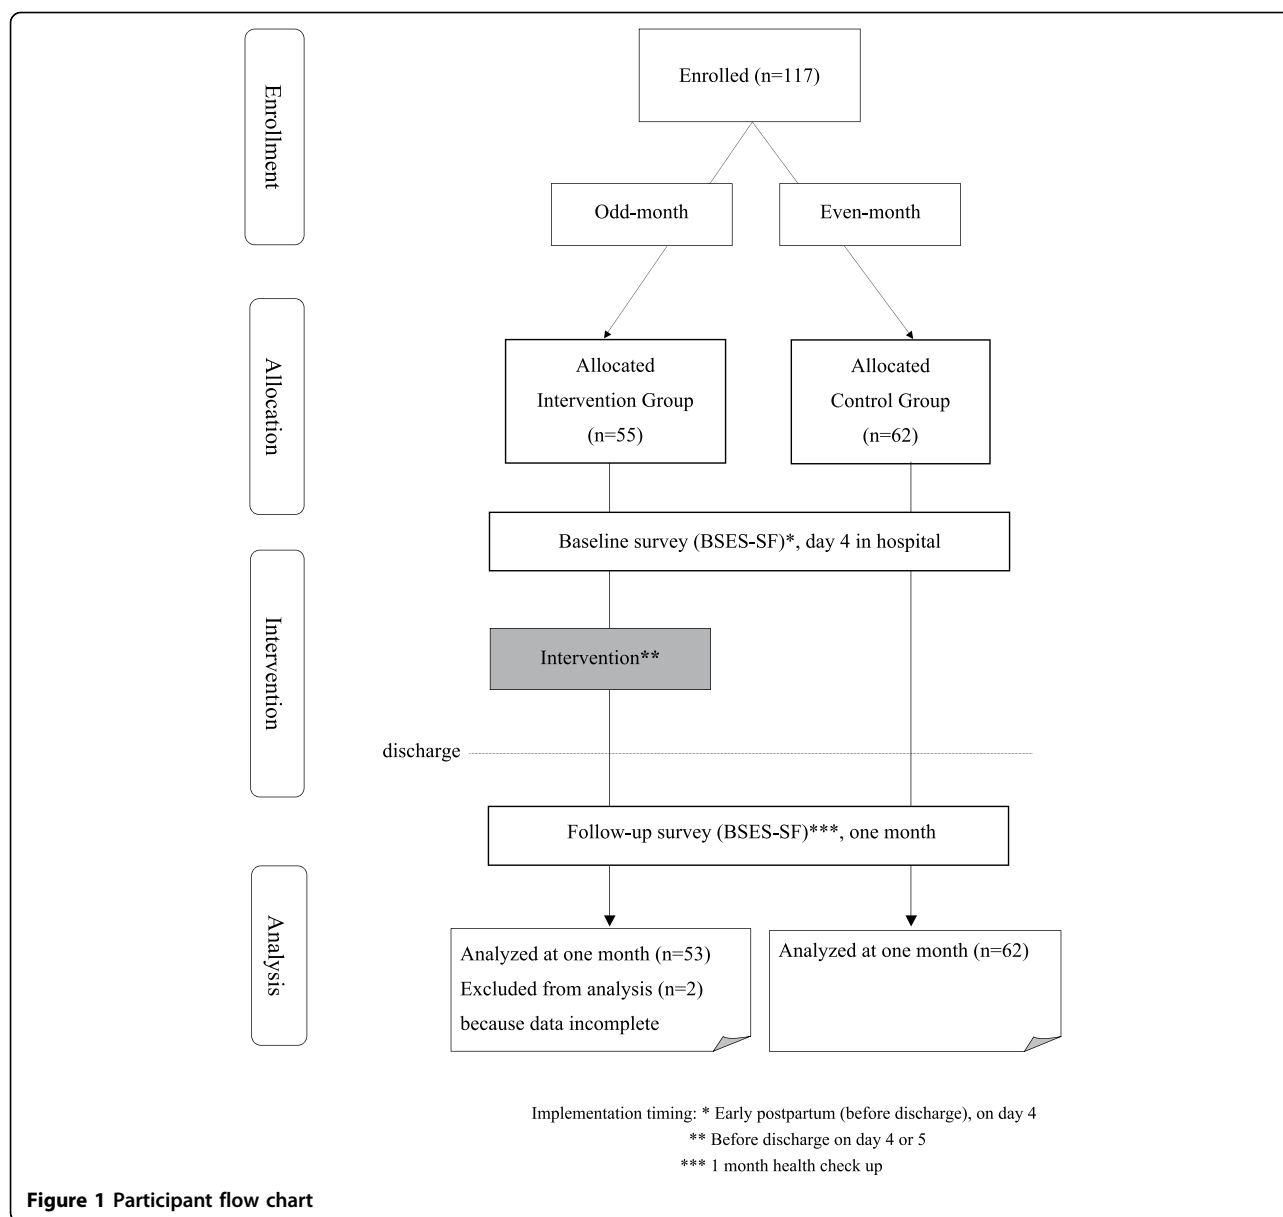 Enrollment
Enrolled (n=117)
Odd-month
Even-month
Allocation
Allocated
Intervention Group
(n=55)
Allocated
Control Group
(n=62)
Baseline survey (BSES-SF)*, day 4 in hospital
Intervention
Intervention**
discharge
Follow-up survey (BSES-SF)***, one month
Analysis
Analyzed at one month (n=53)
Excluded from analysis (n=2)
because data incomplete
Analyzed at one month (n=62)
Implementation timing: * Early postpartum (before discharge), on day 4
** Before discharge on day 4 or 5
*** 1 month health check up
Figure 1 Participant flow chart